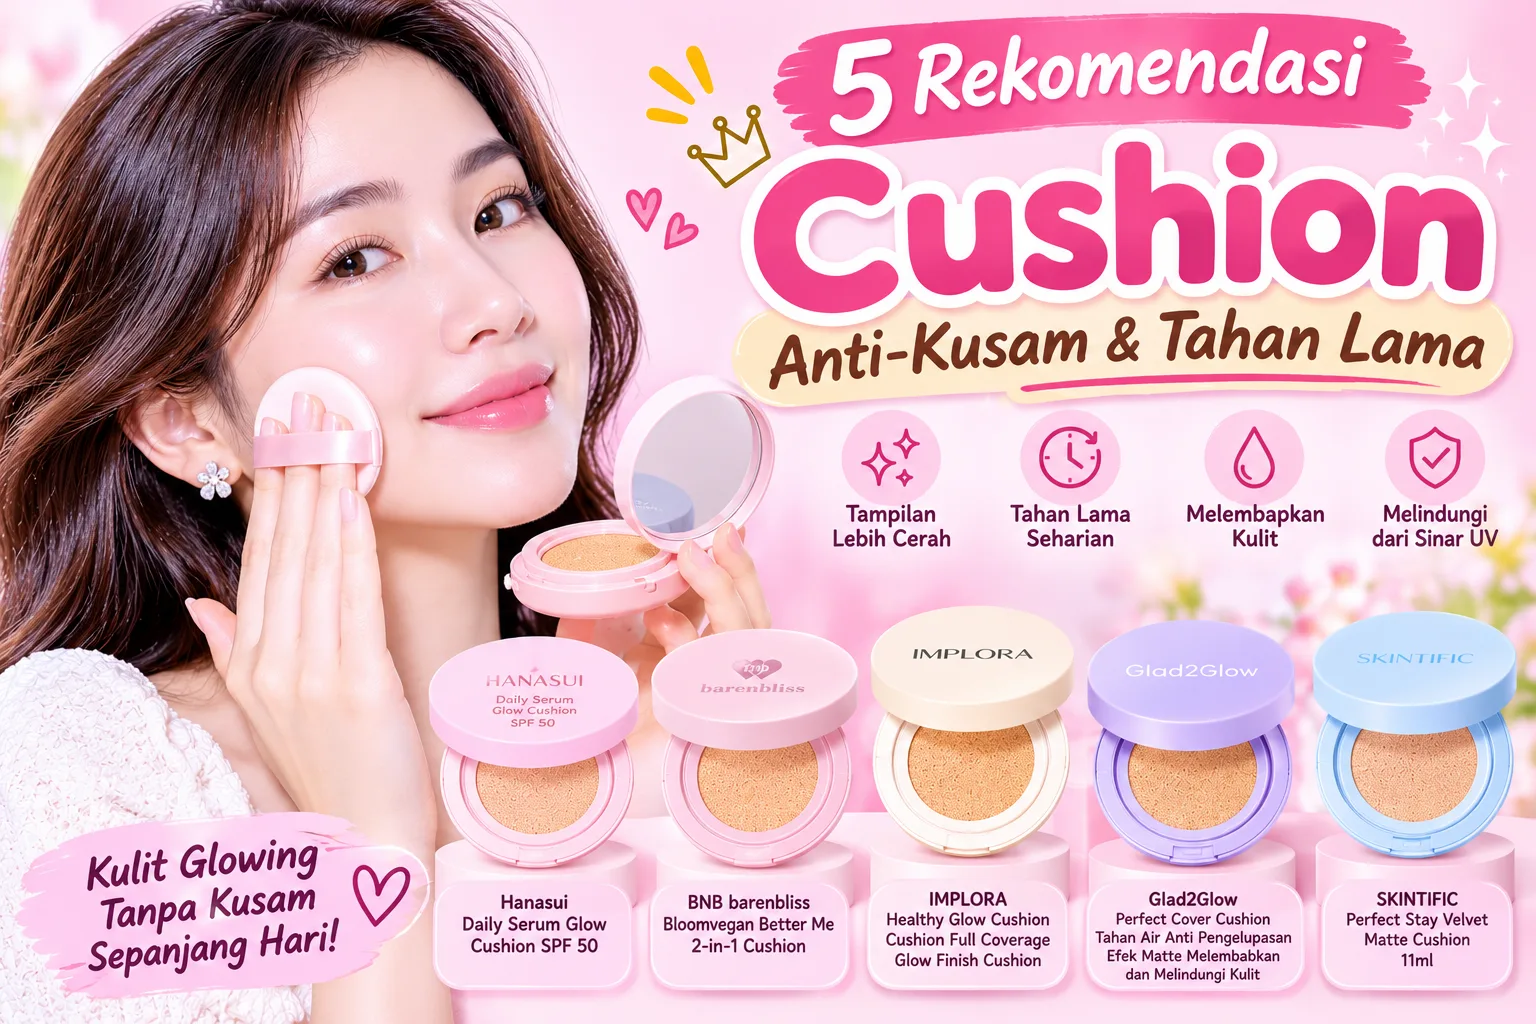 5 Rekomendasi
Cushion
Anti-Kusam & Tahan Lama
Tampilan
Lebih Cerah
Tahan Lama
Seharian
Melembapkan
Kulit
Melindungi
dari Sinar UV
HANASUI
Daily Serum
Glow Cushion
SPF 50
bnb
barenbliss
IMPLORA
Glad2Glow
SKINTIFIC
Kulit Glowing
Tanpa Kusam
Sepanjang Hari!
Hanasui
Daily Serum Glow
Cushion SPF 50
BNB barenbliss
Bloomvegan Better Me
2-in-1 Cushion
IMPLORA
Healthy Glow Cushion
Cushion Full Coverage
Glow Finish Cushion
Glad2Glow
Perfect Cover Cushion
Tahan Air Anti Pengelupasan
Efek Matte Melembabkan
dan Melindungi Kulit
SKINTIFIC
Perfect Stay Velvet
Matte Cushion
11ml